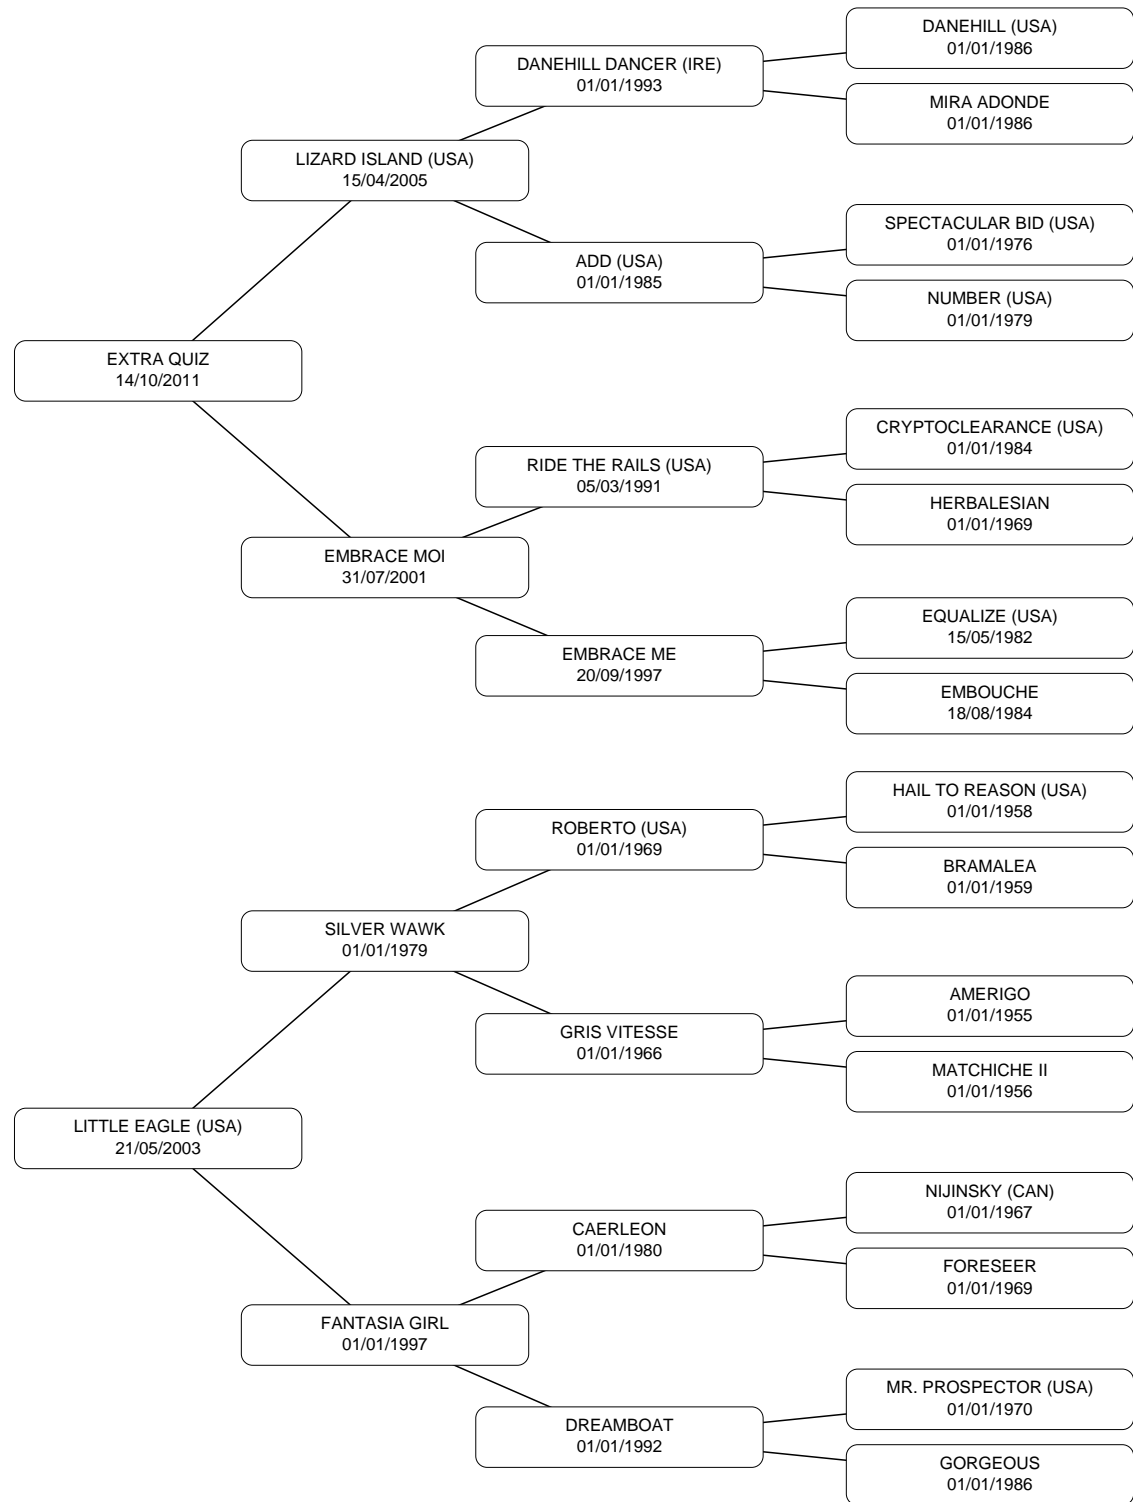 DANEHILL (USA)
01/01/1986
DANEHILL DANCER (IRE)
01/01/1993
MIRA ADONDE
01/01/1986
LIZARD ISLAND (USA)
15/04/2005
SPECTACULAR BID (USA)
01/01/1976
ADD (USA)
01/01/1985
NUMBER (USA)
01/01/1979
EXTRA QUIZ
14/10/2011
CRYPTOCLEARANCE (USA)
01/01/1984
RIDE THE RAILS (USA)
05/03/1991
HERBALESIAN
01/01/1969
EMBRACE MOI
31/07/2001
EQUALIZE (USA)
15/05/1982
EMBRACE ME
20/09/1997
EMBOUCHE
18/08/1984
HAIL TO REASON (USA)
01/01/1958
ROBERTO (USA)
01/01/1969
BRAMALEA
01/01/1959
SILVER WAWK
01/01/1979
AMERIGO
01/01/1955
GRIS VITESSE
01/01/1966
MATCHICHE II
01/01/1956
LITTLE EAGLE (USA)
21/05/2003
NIJINSKY (CAN)
01/01/1967
CAERLEON
01/01/1980
FORESEER
01/01/1969
FANTASIA GIRL
01/01/1997
MR. PROSPECTOR (USA)
01/01/1970
DREAMBOAT
01/01/1992
GORGEOUS
01/01/1986